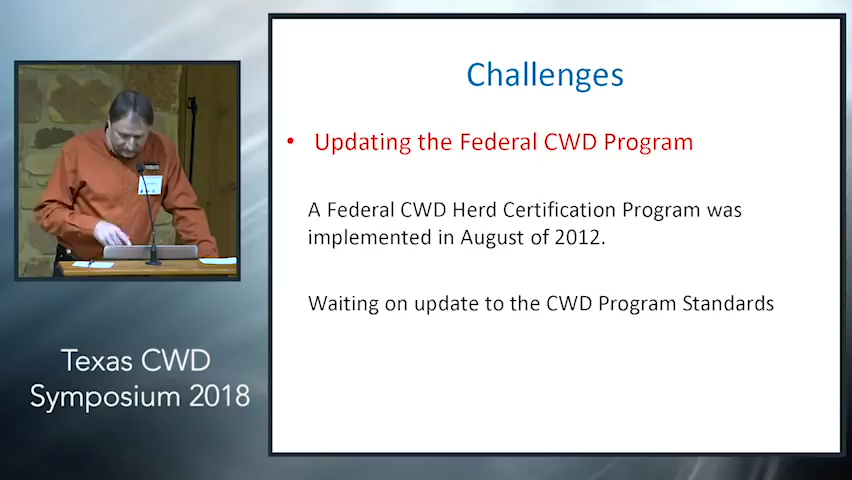 Challenges
• Updating the Federal CWD Program
A Federal CWD Herd Certification Program was
implemented in August of 2012.
Waiting on update to the CWD Program Standards
Texas CWD
Symposium 2018